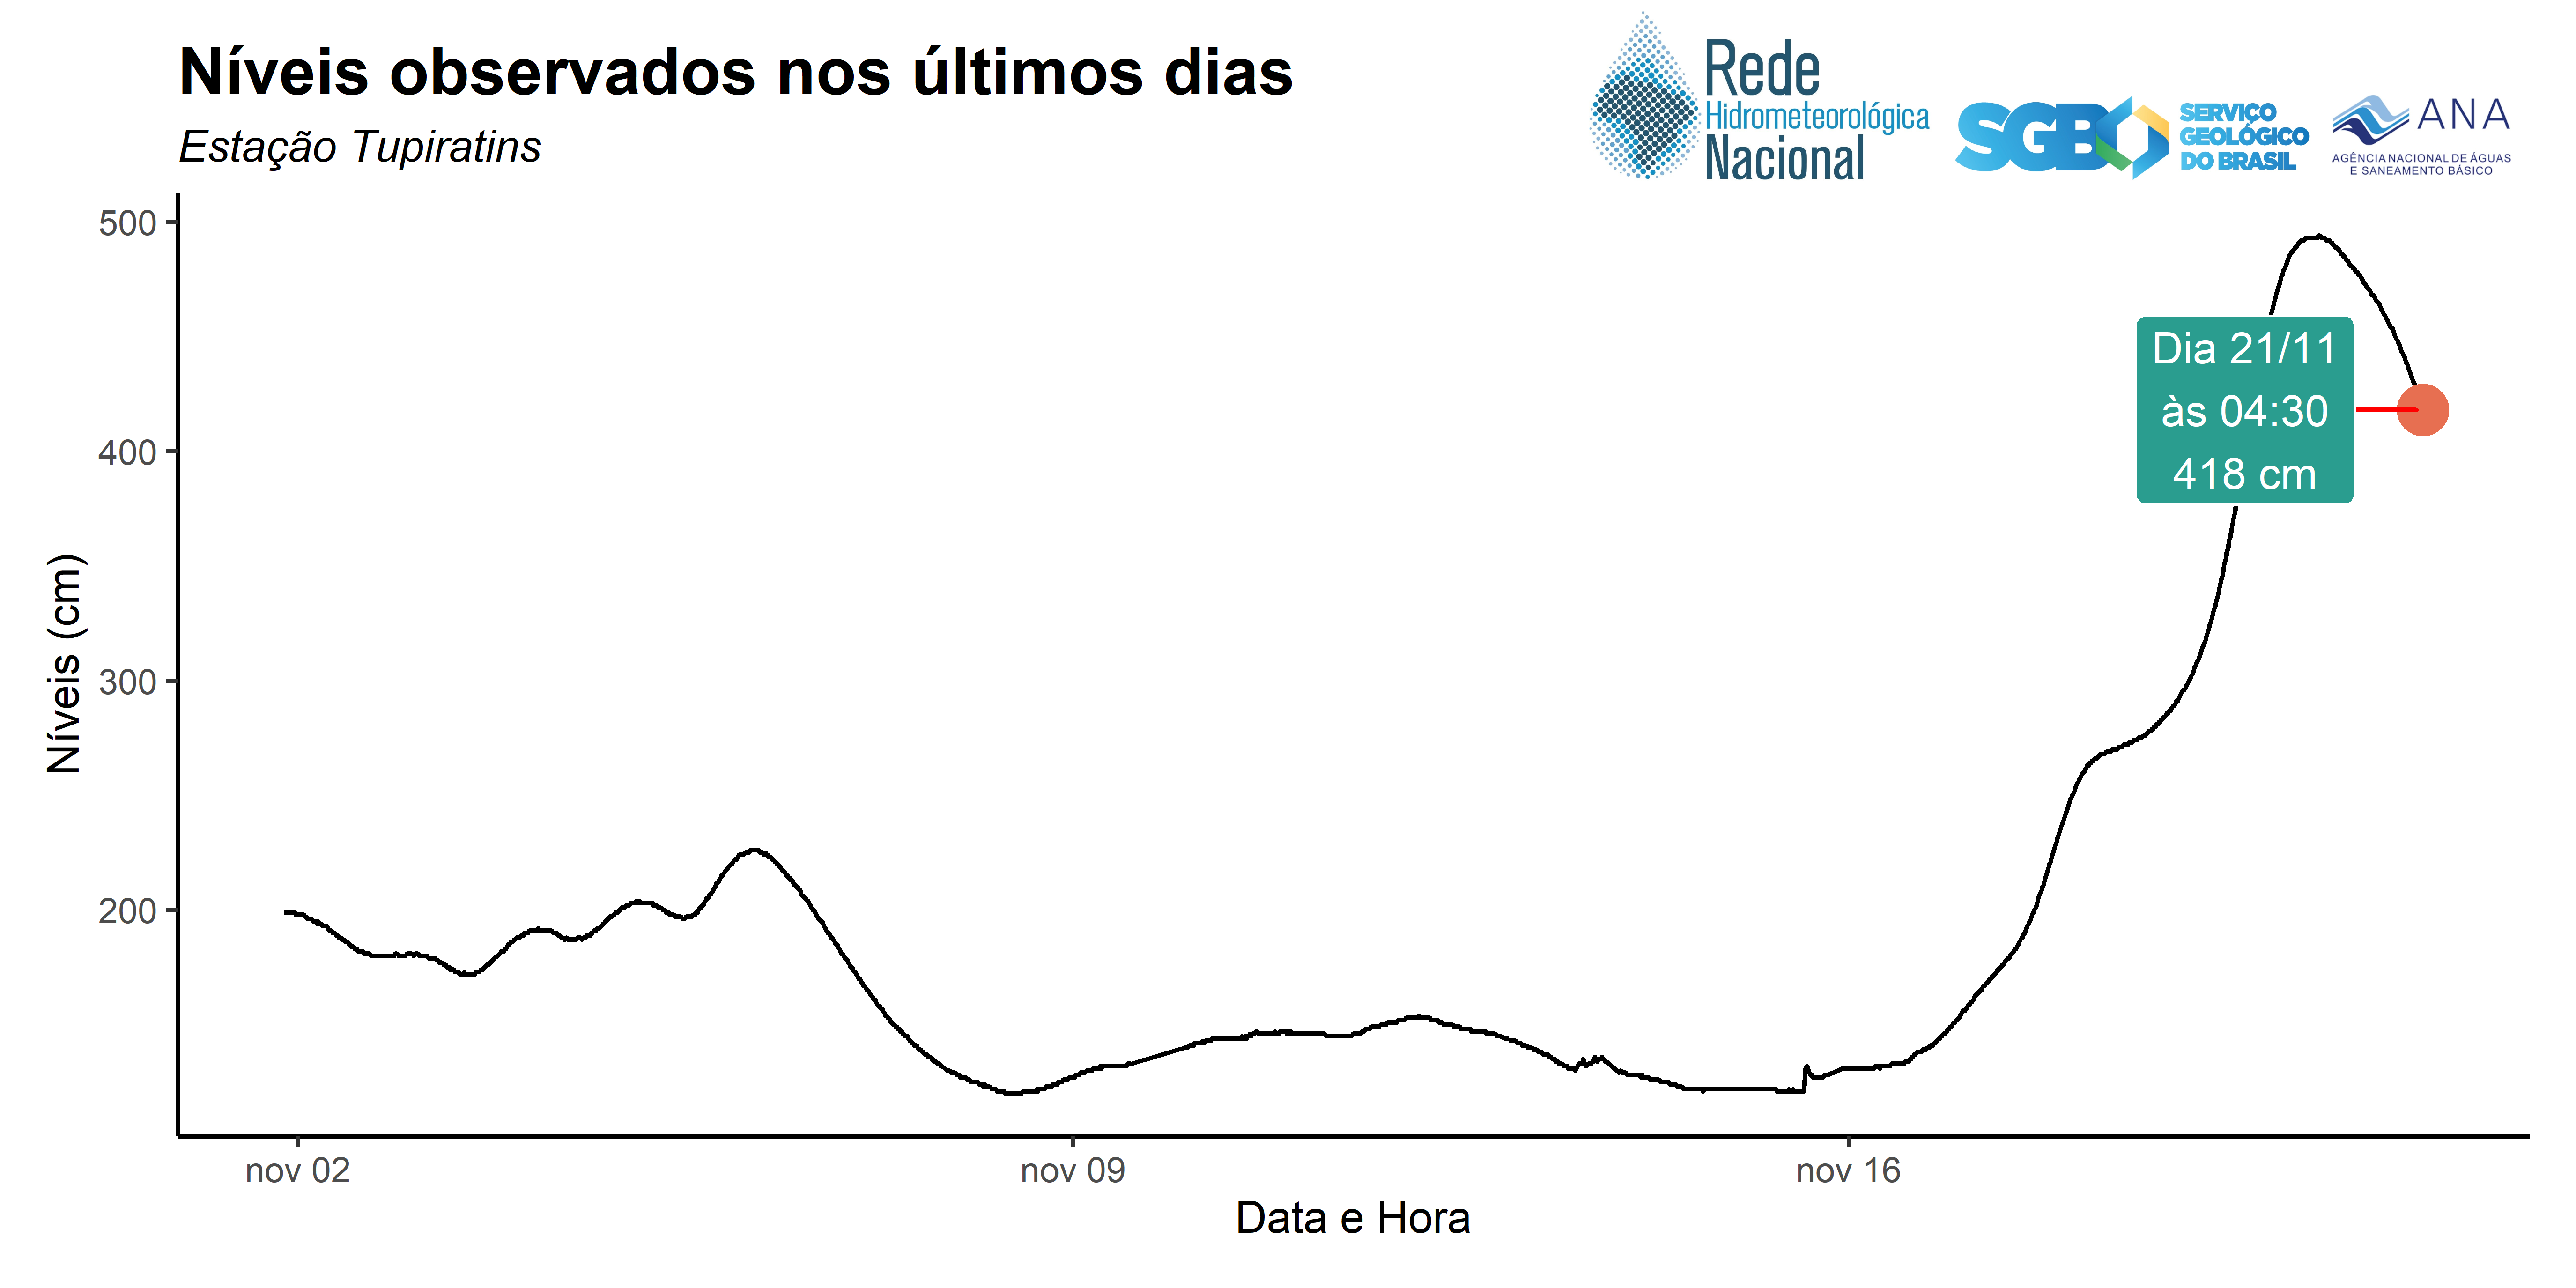 Níveis observados nos últimos dias
Estação Tupiratins
Rede
Hidrometeorológica
Nacional
SGB
SERVIÇO
GEOLÓGICO
DO BRASIL
ANA
AGÊNCIA NACIONAL DE ÁGUAS
E SANEAMENTO BÁSICO
500
400
300
200
Níveis (cm)
Dia 21/11
às 04:30
418 cm
nov 02
nov 09
nov 16
Data e Hora